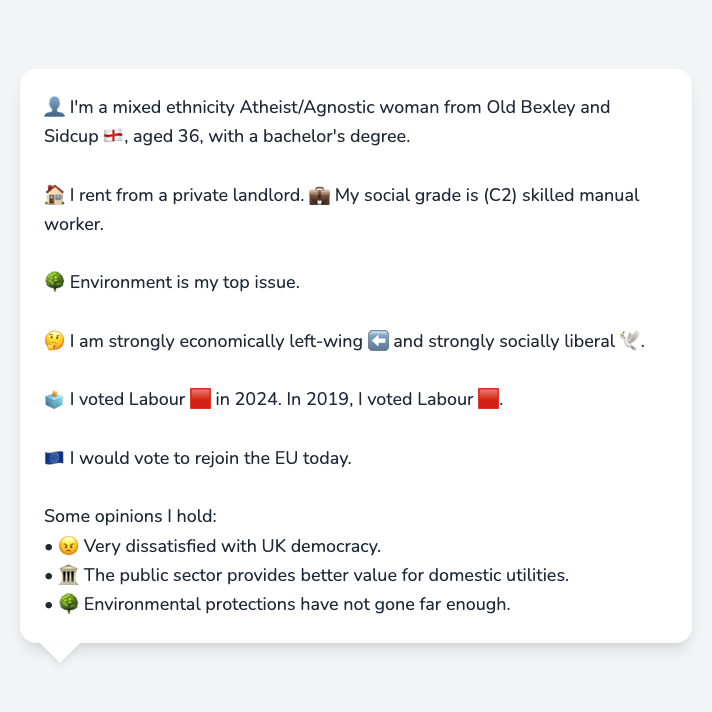 👤 I'm a mixed ethnicity Atheist/Agnostic woman from Old Bexley and
Sidcup 🏴󠁧󠁢󠁥󠁮󠁧󠁿, aged 36, with a bachelor's degree.
🏠 I rent from a private landlord. 💼 My social grade is (C2) skilled manual
worker.
🌳 Environment is my top issue.
🤔 I am strongly economically left-wing ⬅️ and strongly socially liberal 🕊️.
🗳️ I voted Labour 🟥 in 2024. In 2019, I voted Labour 🟥.
🇪🇺 I would vote to rejoin the EU today.
Some opinions I hold:
• 😠 Very dissatisfied with UK democracy.
• 🏛️ The public sector provides better value for domestic utilities.
• 🌳 Environmental protections have not gone far enough.